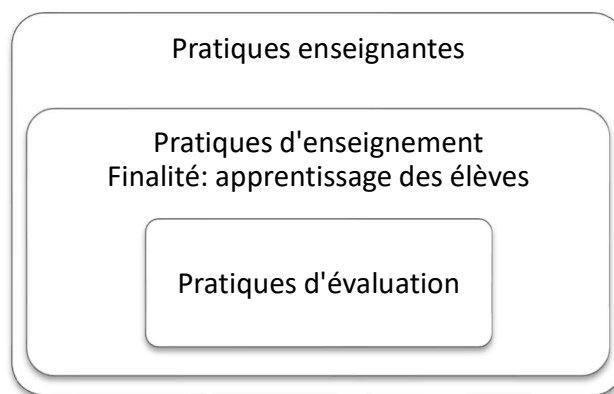 Pratiques enseignantes
Pratiques d'enseignement
Finalité: apprentissage des élèves
Pratiques d'évaluation